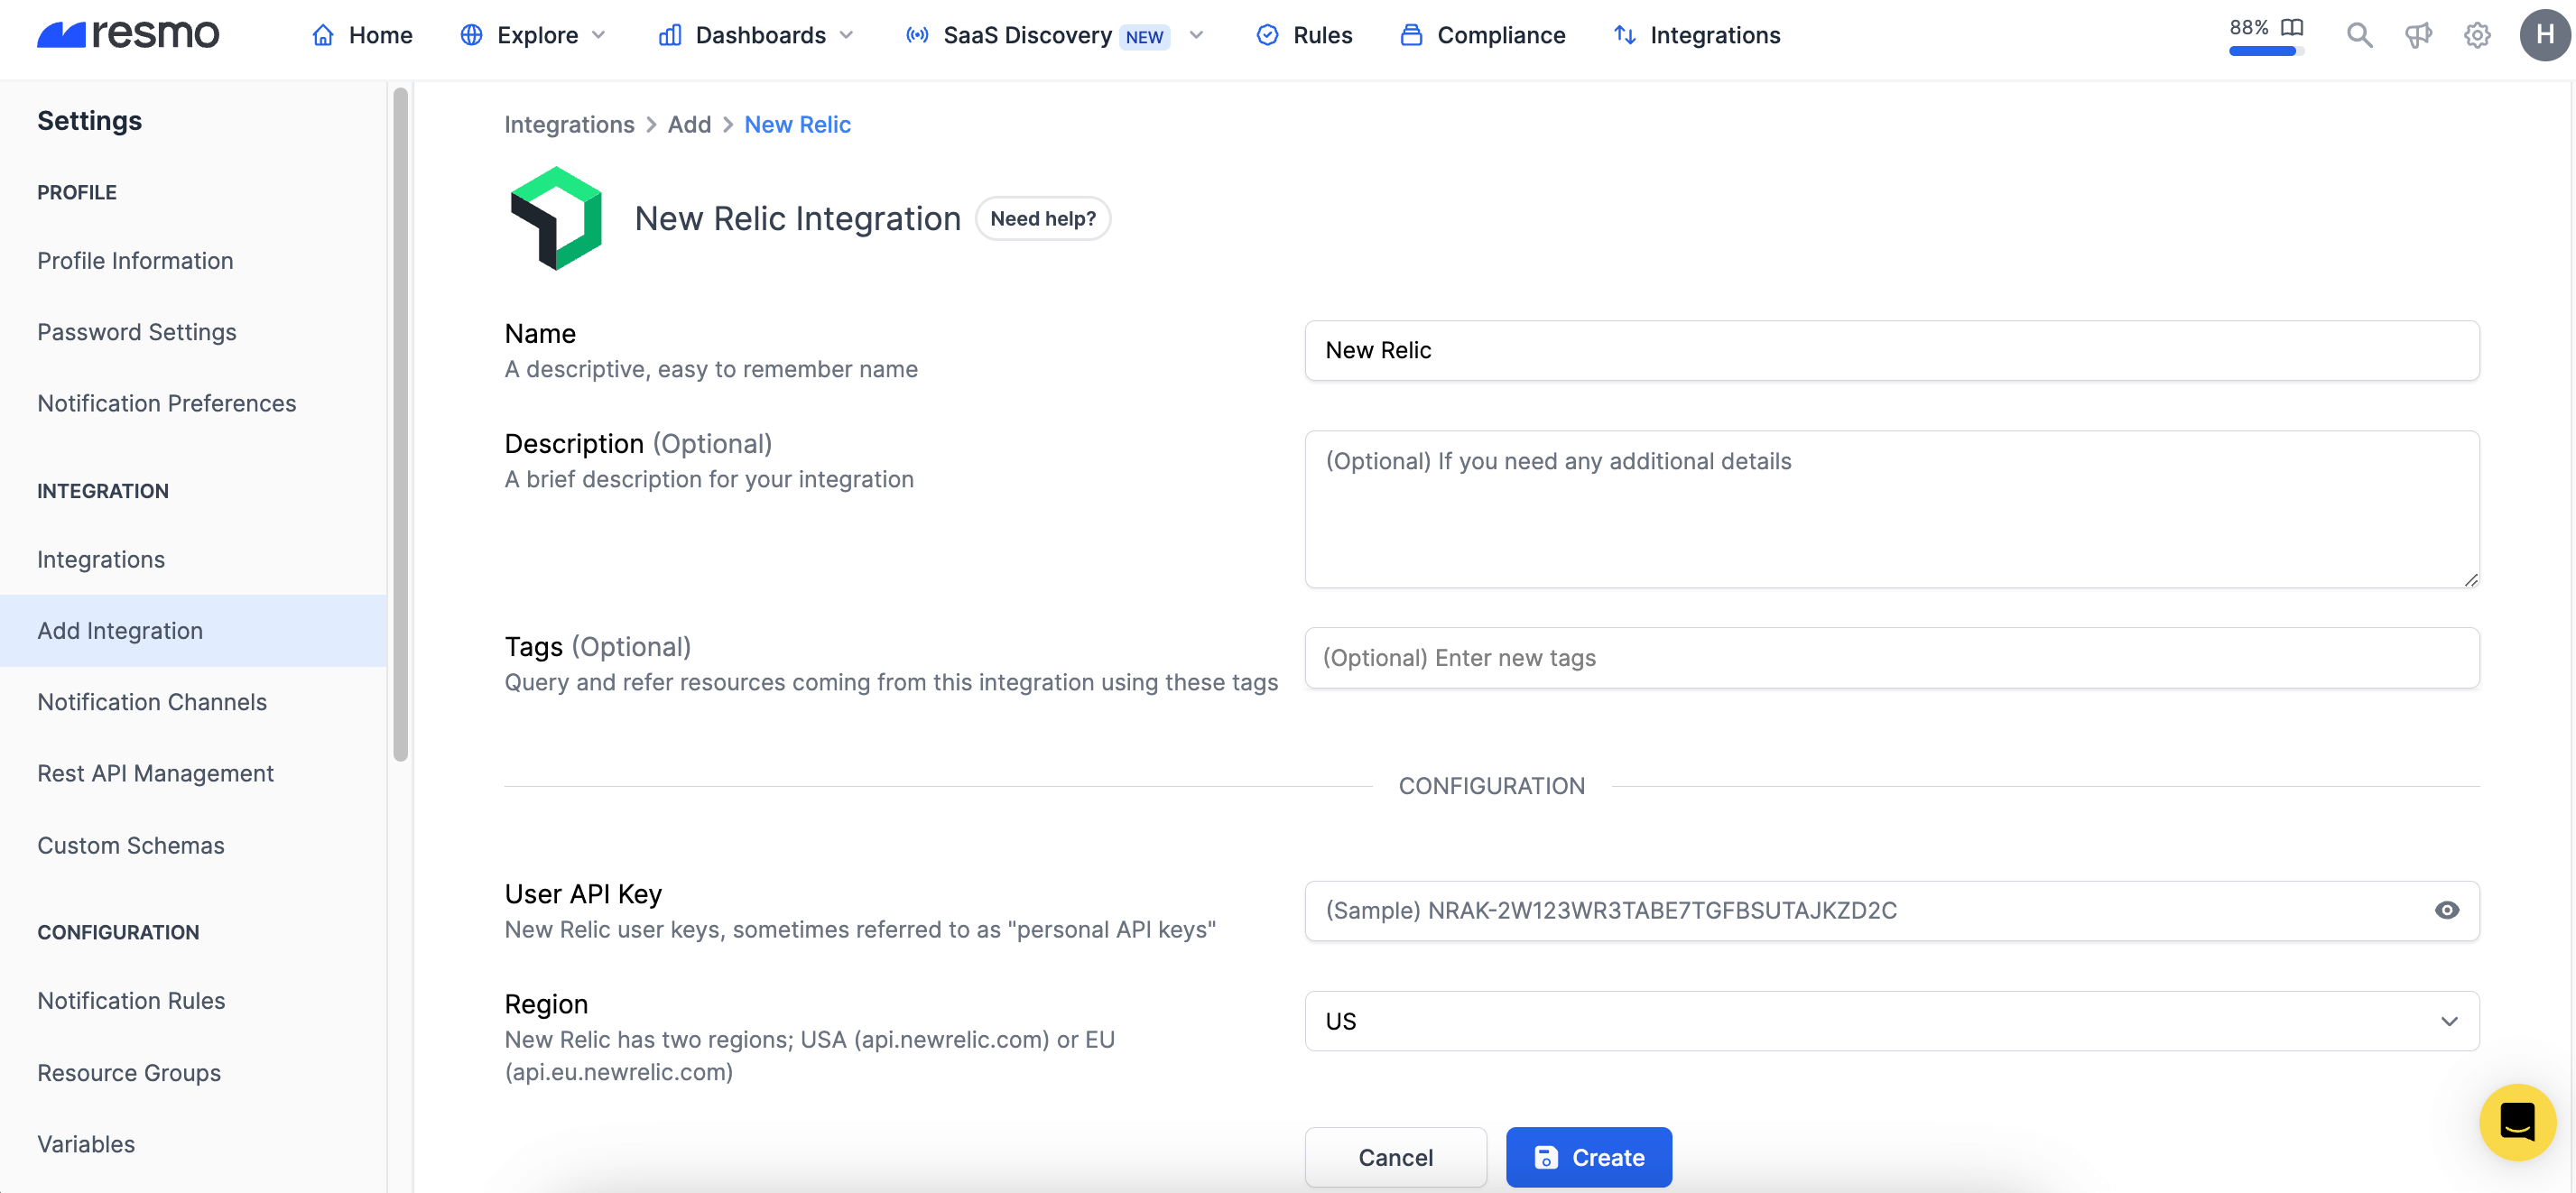 resmo
Home
Explore
Dashboards
SaaS Discovery NEW
Rules
Compliance
Integrations
88%
H
Settings
PROFILE
Profile Information
Password Settings
Notification Preferences
INTEGRATION
Integrations
Add Integration
Notification Channels
Rest API Management
Custom Schemas
CONFIGURATION
Notification Rules
Resource Groups
Variables
Integrations > Add > New Relic
New Relic Integration Need help?
Name
A descriptive, easy to remember name
New Relic
Description (Optional)
A brief description for your integration
(Optional) If you need any additional details
Tags (Optional)
Query and refer resources coming from this integration using these tags
(Optional) Enter new tags
CONFIGURATION
User API Key
New Relic user keys, sometimes referred to as "personal API keys"
(Sample) NRAK-2W123WR3TABE7TGFBSUTAJKZD2C
Region
New Relic has two regions; USA (api.newrelic.com) or EU
(api.eu.newrelic.com)
US
Cancel
Create